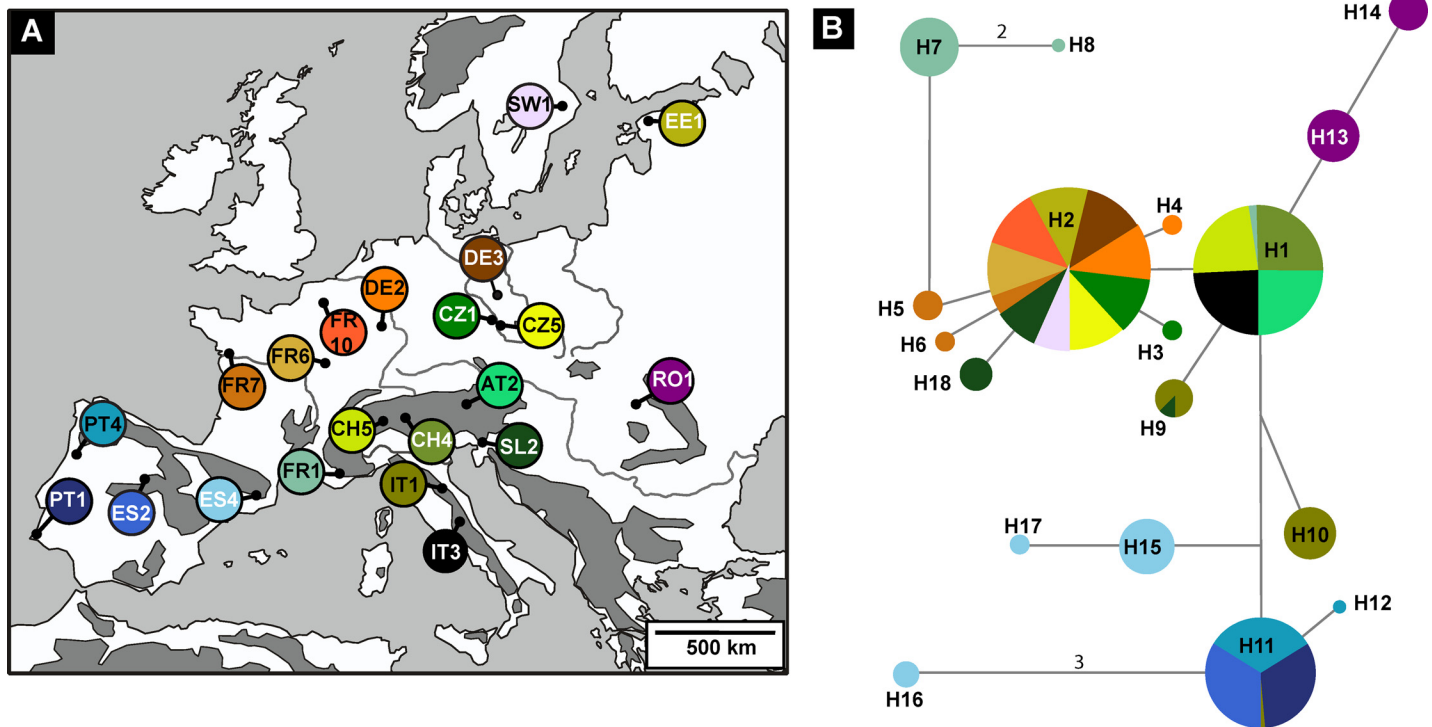 A
SW1
EE1
DE3
DE2
CZ1
CZ5
FR
10
FR6
FR7
AT2
RO1
PT4
CH5
CH4
SL2
FR1
IT1
PT1
ES2
ES4
IT3
500 km
B
H14
H7
2
H8
H13
H2
H4
H1
H5
H6
H3
H18
H9
H17
H15
H10
H12
H11
3
H16